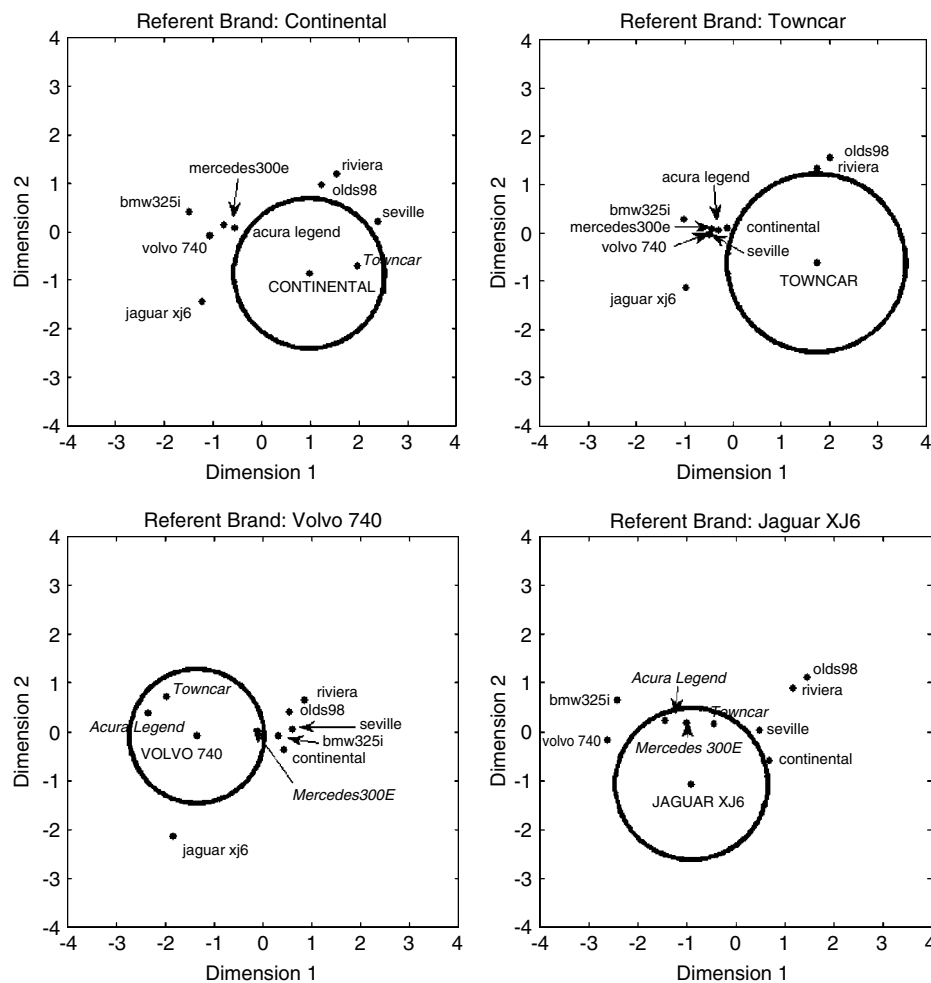 Referent Brand: Continental
4
3
2
1
0
-1
-2
-3
-4
Dimension 2
mercedes300e
riviera
olds98
bmw325i
seville
acura legend
volvo 740
Towcar
CONTINENTAL
jaguar xj6
-4 -3 -2 -1 0 1 2 3 4
Dimension 1
Referent Brand: Towncar
4
3
2
1
0
-1
-2
-3
-4
Dimension 2
olds98
riviera
acura legend
bmw325i
mercedes300e
continental
volvo 740
seville
TOWNCAR
jaguar xj6
-4 -3 -2 -1 0 1 2 3 4
Dimension 1
Referent Brand: Volvo 740
4
3
2
1
0
-1
-2
-3
-4
Dimension 2
Towncar
riviera
olds98
Acura Legend
seville
bmw325i
VOLVO 740
continental
Mercedes300E
jaguar xj6
-4 -3 -2 -1 0 1 2 3 4
Dimension 1
Referent Brand: Jaguar XJ6
4
3
2
1
0
-1
-2
-3
-4
Dimension 2
olds98
Acura Legend
riviera
bmw325i
Towncar
seville
volvo 740
Mercedes 300E
continental
JAGUAR XJ6
-4 -3 -2 -1 0 1 2 3 4
Dimension 1